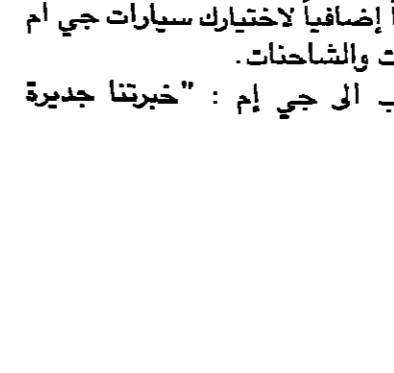 إضافياً لاختيارك سيارات جي ام
والشاحنات.
الى جي إم : "خبرتنا جديرة